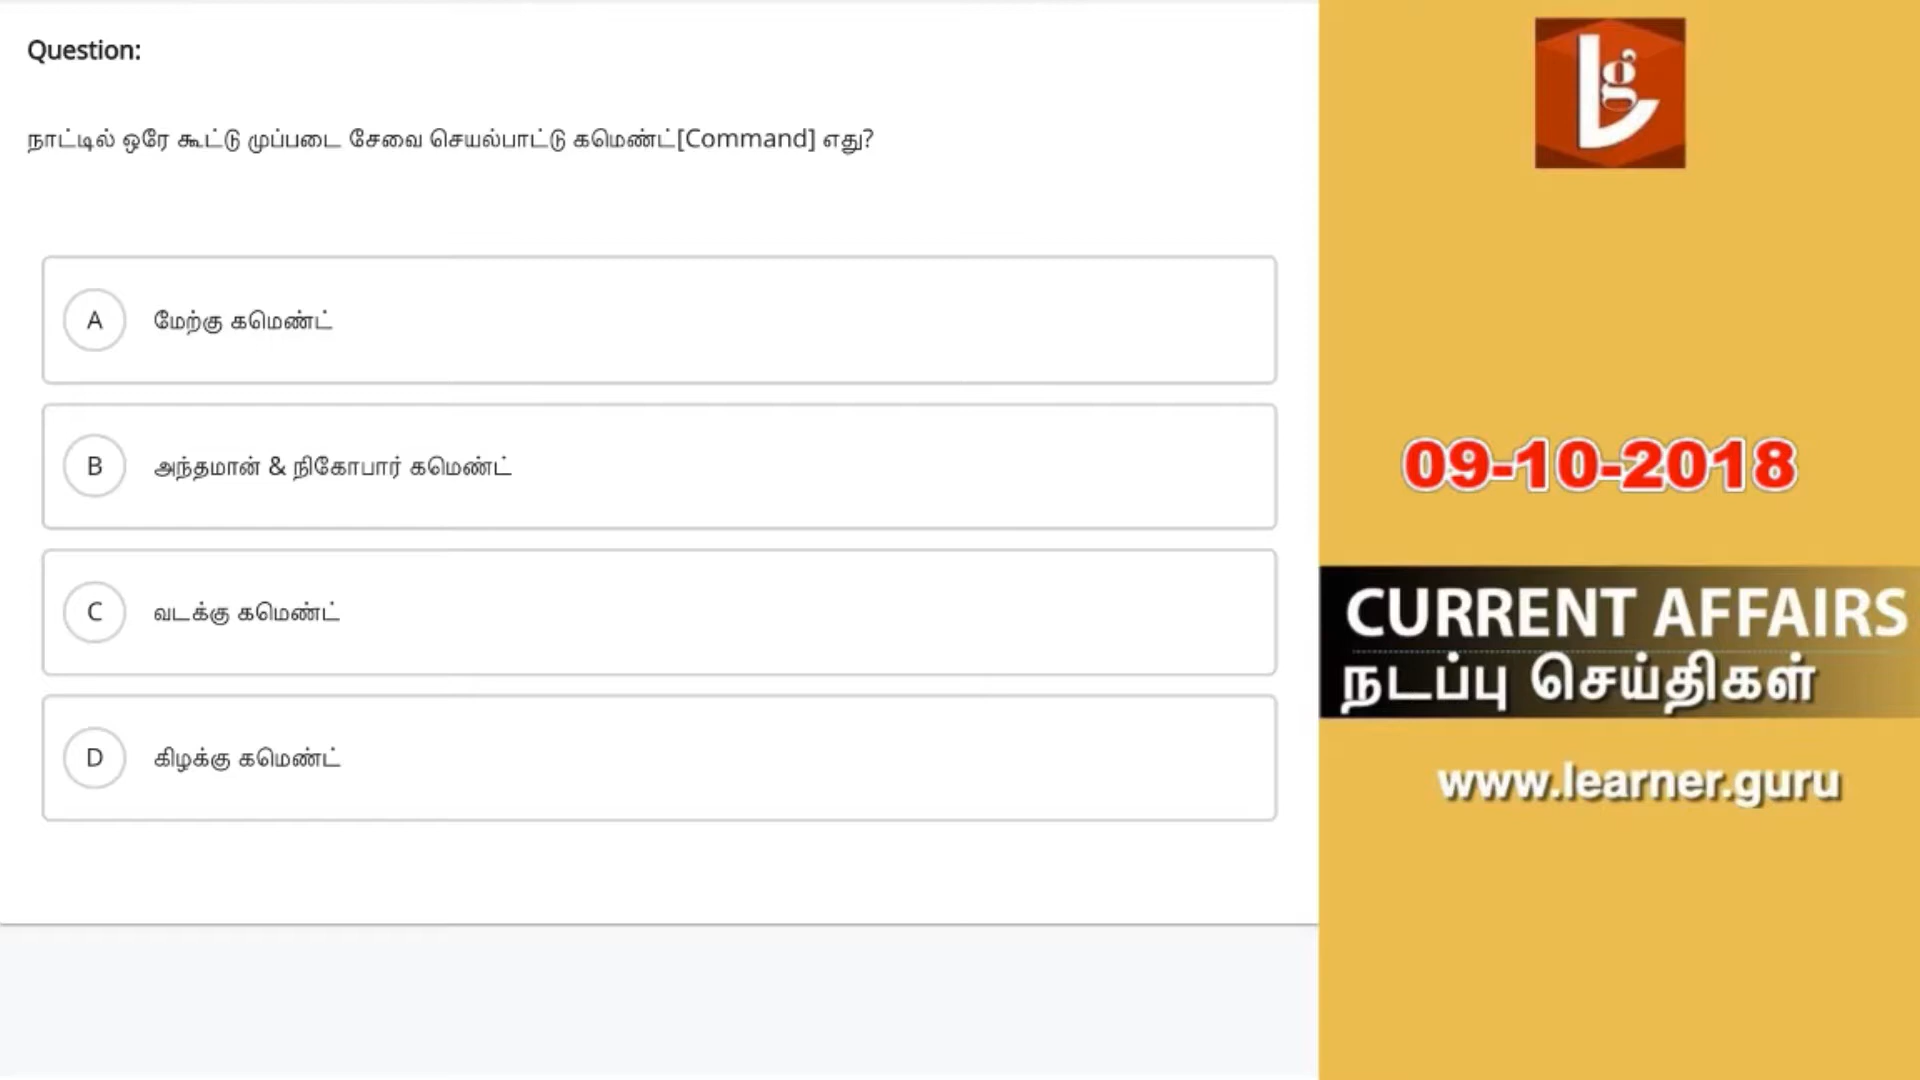 Question:
நாட்டில் ஒரே கூட்டு முப்படை சேவை செயல்பாட்டு கமெண்ட்[Command] எது?
A மேற்கு கமெண்ட்
B அந்தமான் & நிகோபார் கமெண்ட்
C வடக்கு கமெண்ட்
D கிழக்கு கமெண்ட்
Lg
09-10-2018
CURRENT AFFAIRS
நடப்பு செய்திகள்
www.learner.guru